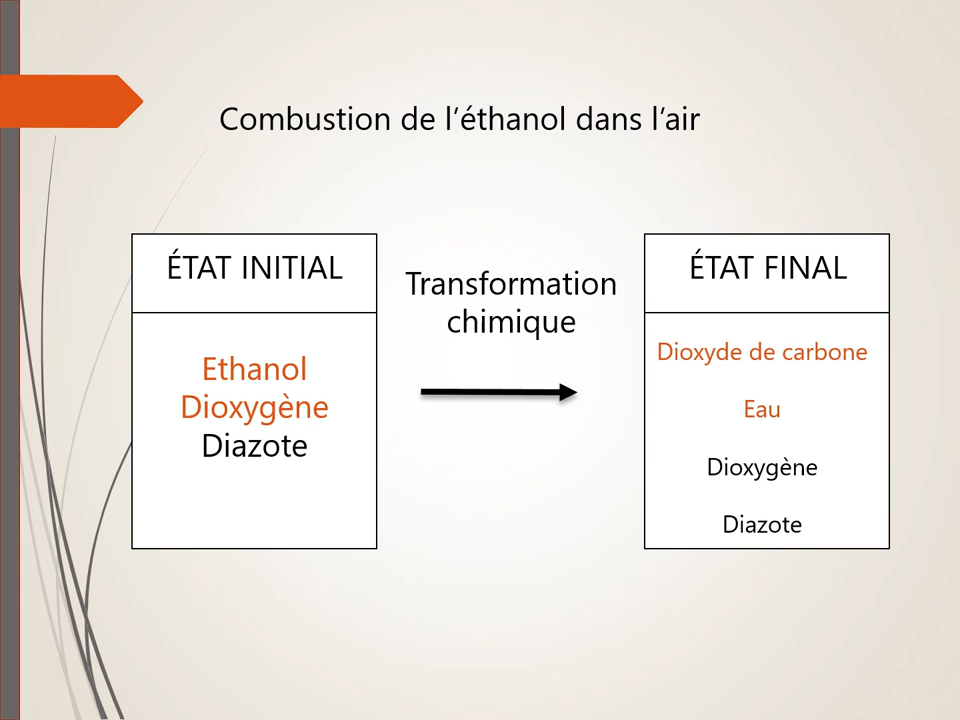 Combustion de l’éthanol dans l’air
ÉTAT INITIAL
Ethanol
Dioxygène
Diazote
Transformation
chimique
ÉTAT FINAL
Dioxyde de carbone
Eau
Dioxygène
Diazote